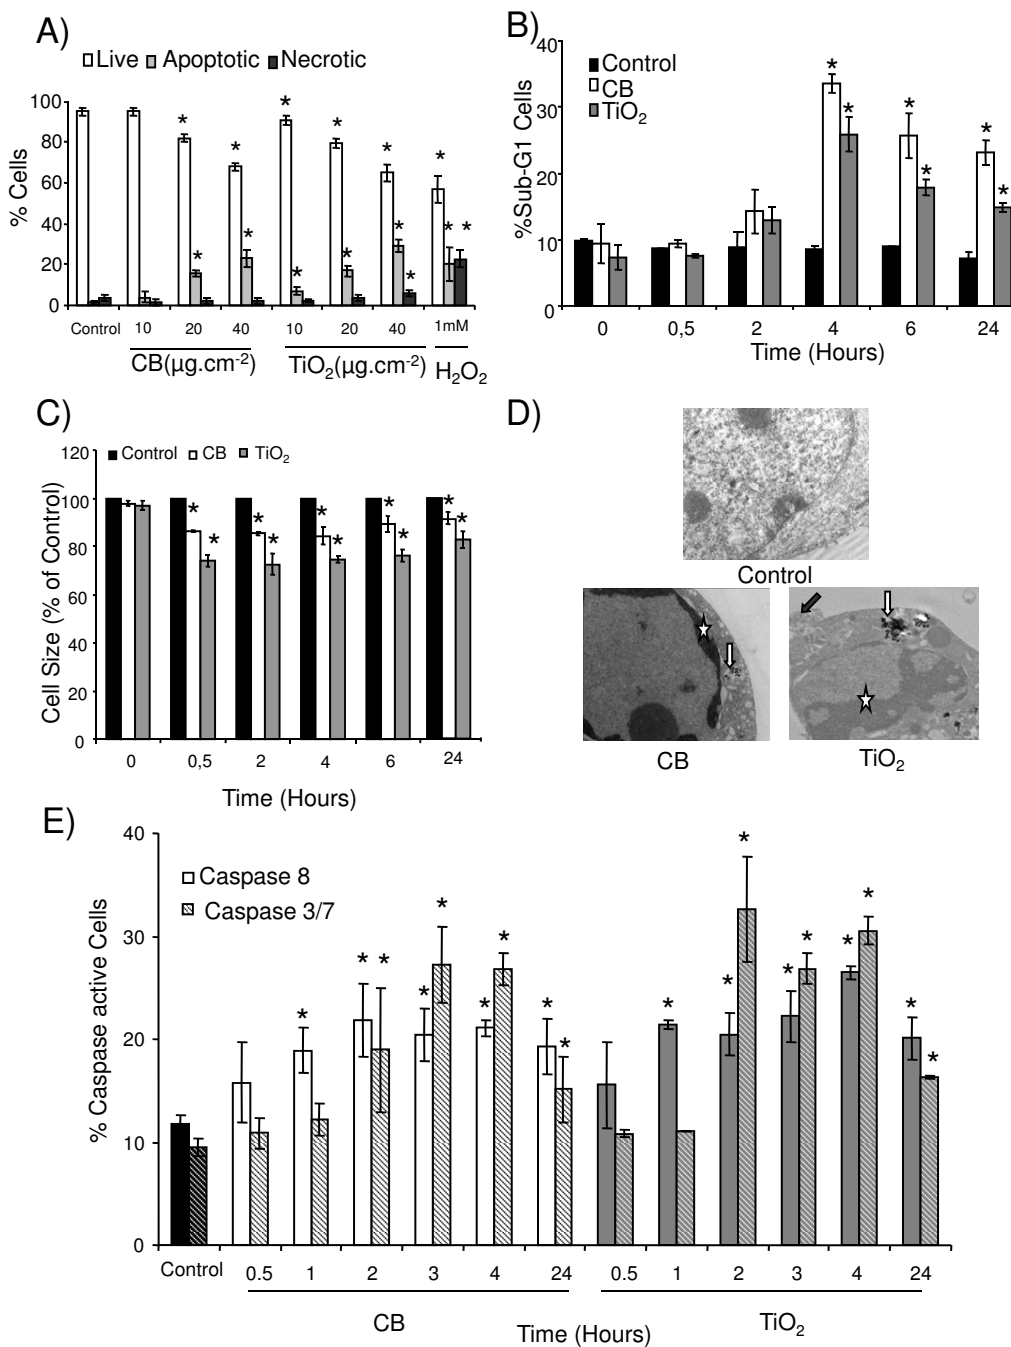 A)
Live Apoptotic Necrotic
% Cells
100
80
60
40
20
0
* * * * * * * * * * * * * *
Control 10 20 40 10 20 40 1mM
CB(µg.cm-2) TiO2(µg.cm-2) H2O2
B)
Control
CB
TiO2
%Sub-G1 Cells
40
30
20
10
0
* * * * * *
0 0,5 2 4 6 24
Time (Hours)
C)
Control CB TiO2
Cell Size (% of Control)
120
100
80
60
40
20
0
* * * * * * * * * *
0 0,5 2 4 6 24
Time (Hours)
D)
Control
CB TiO2
E)
Caspase 8
Caspase 3/7
% Caspase active Cells
40
30
20
10
0
* * * * * * * * * * * * * * * * * *
Control 0.5 1 2 3 4 24 0.5 1 2 3 4 24
CB TiO2
Time (Hours)